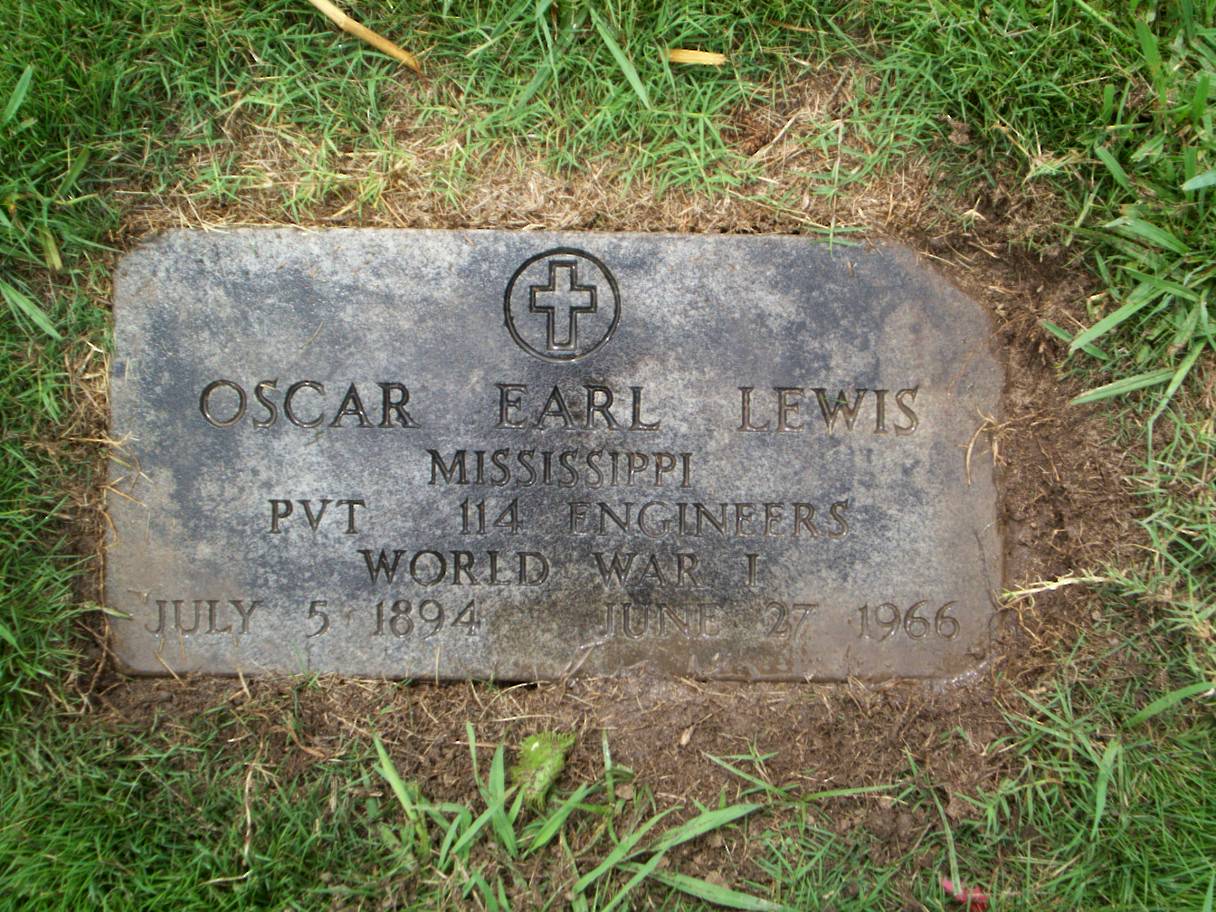 OSCAR EARL LEWIS
MISSISSIPPI
PVT 114 ENGINEERS
WORLD WAR I
JULY 5 1894 JUNE 27 1966